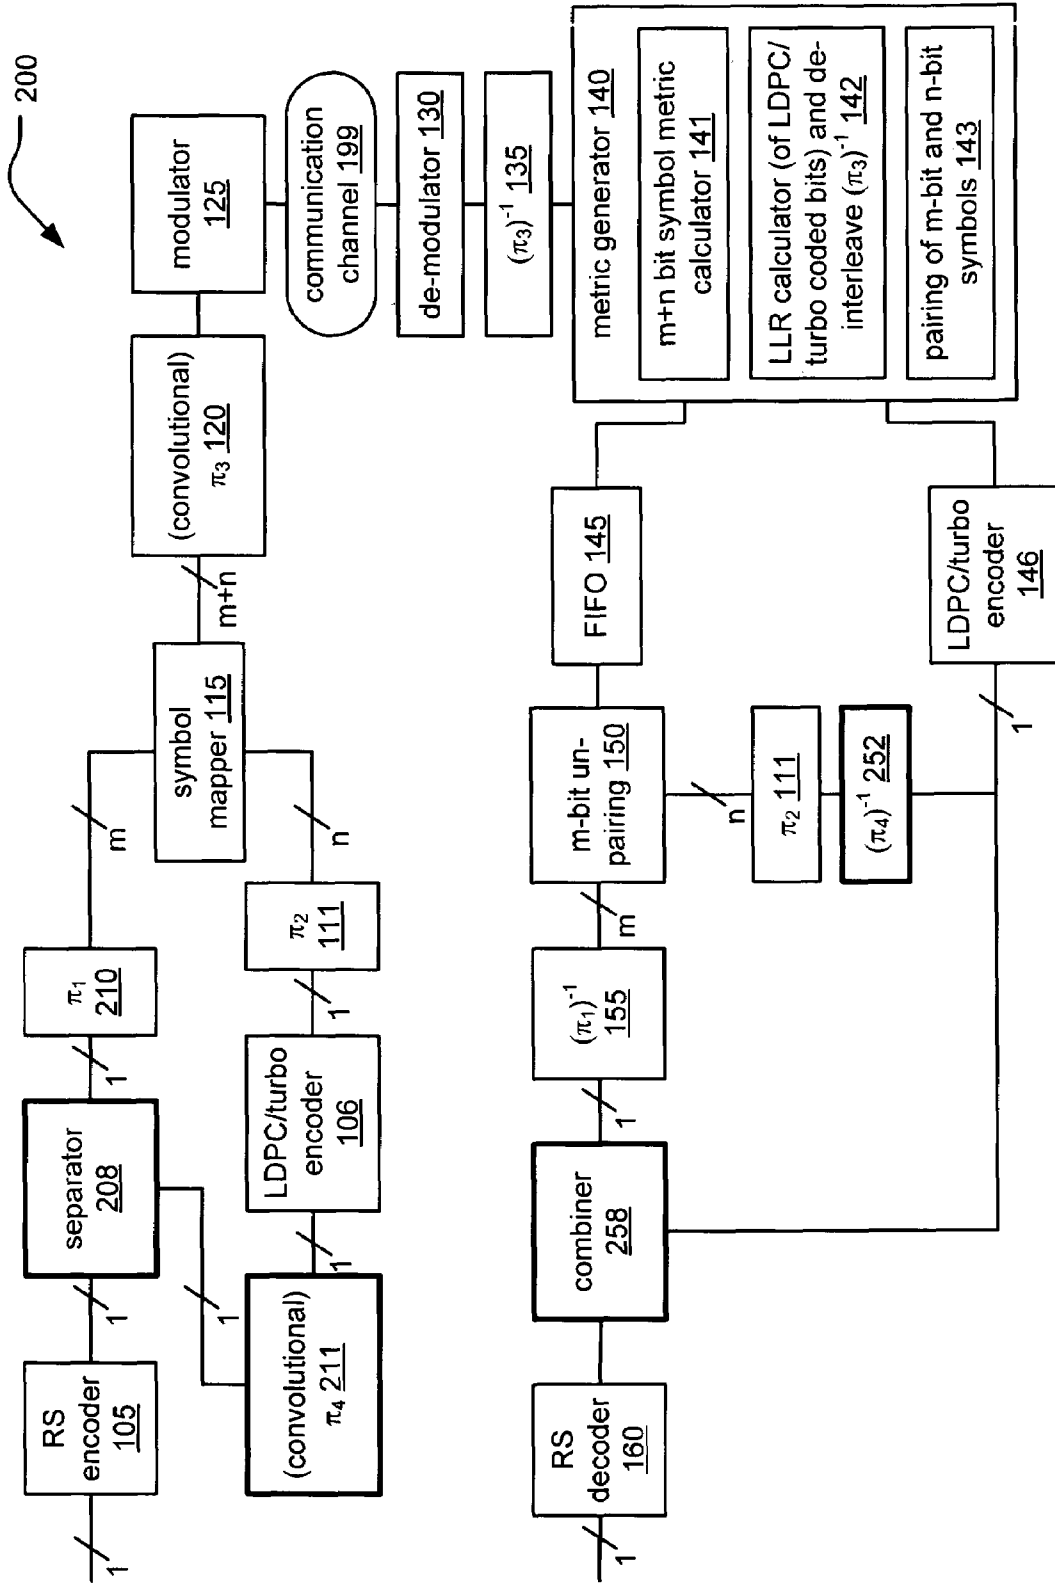 200
1
RS
encoder
105
1
separator
208
1
π1
210
m
1
(convolutional)
π4 211
1
LDPC/turbo
encoder
106
1
π2
111
n
symbol
mapper 115
m+n
(convolutional)
π3 120
modulator
125
communication
channel 199
de-modulator 130
(π3)-1 135
metric generator 140
m+n bit symbol metric
calculator 141
LLR calculator (of LDPC/
turbo coded bits) and de-
interleave (π3)-1 142
pairing of m-bit and n-bit
symbols 143
FIFO 145
LDPC/turbo
encoder
146
1
m-bit un-
pairing 150
n
π2 111
(π4)-1 252
m
(π1)-1
155
1
combiner
258
RS
decoder
160
1